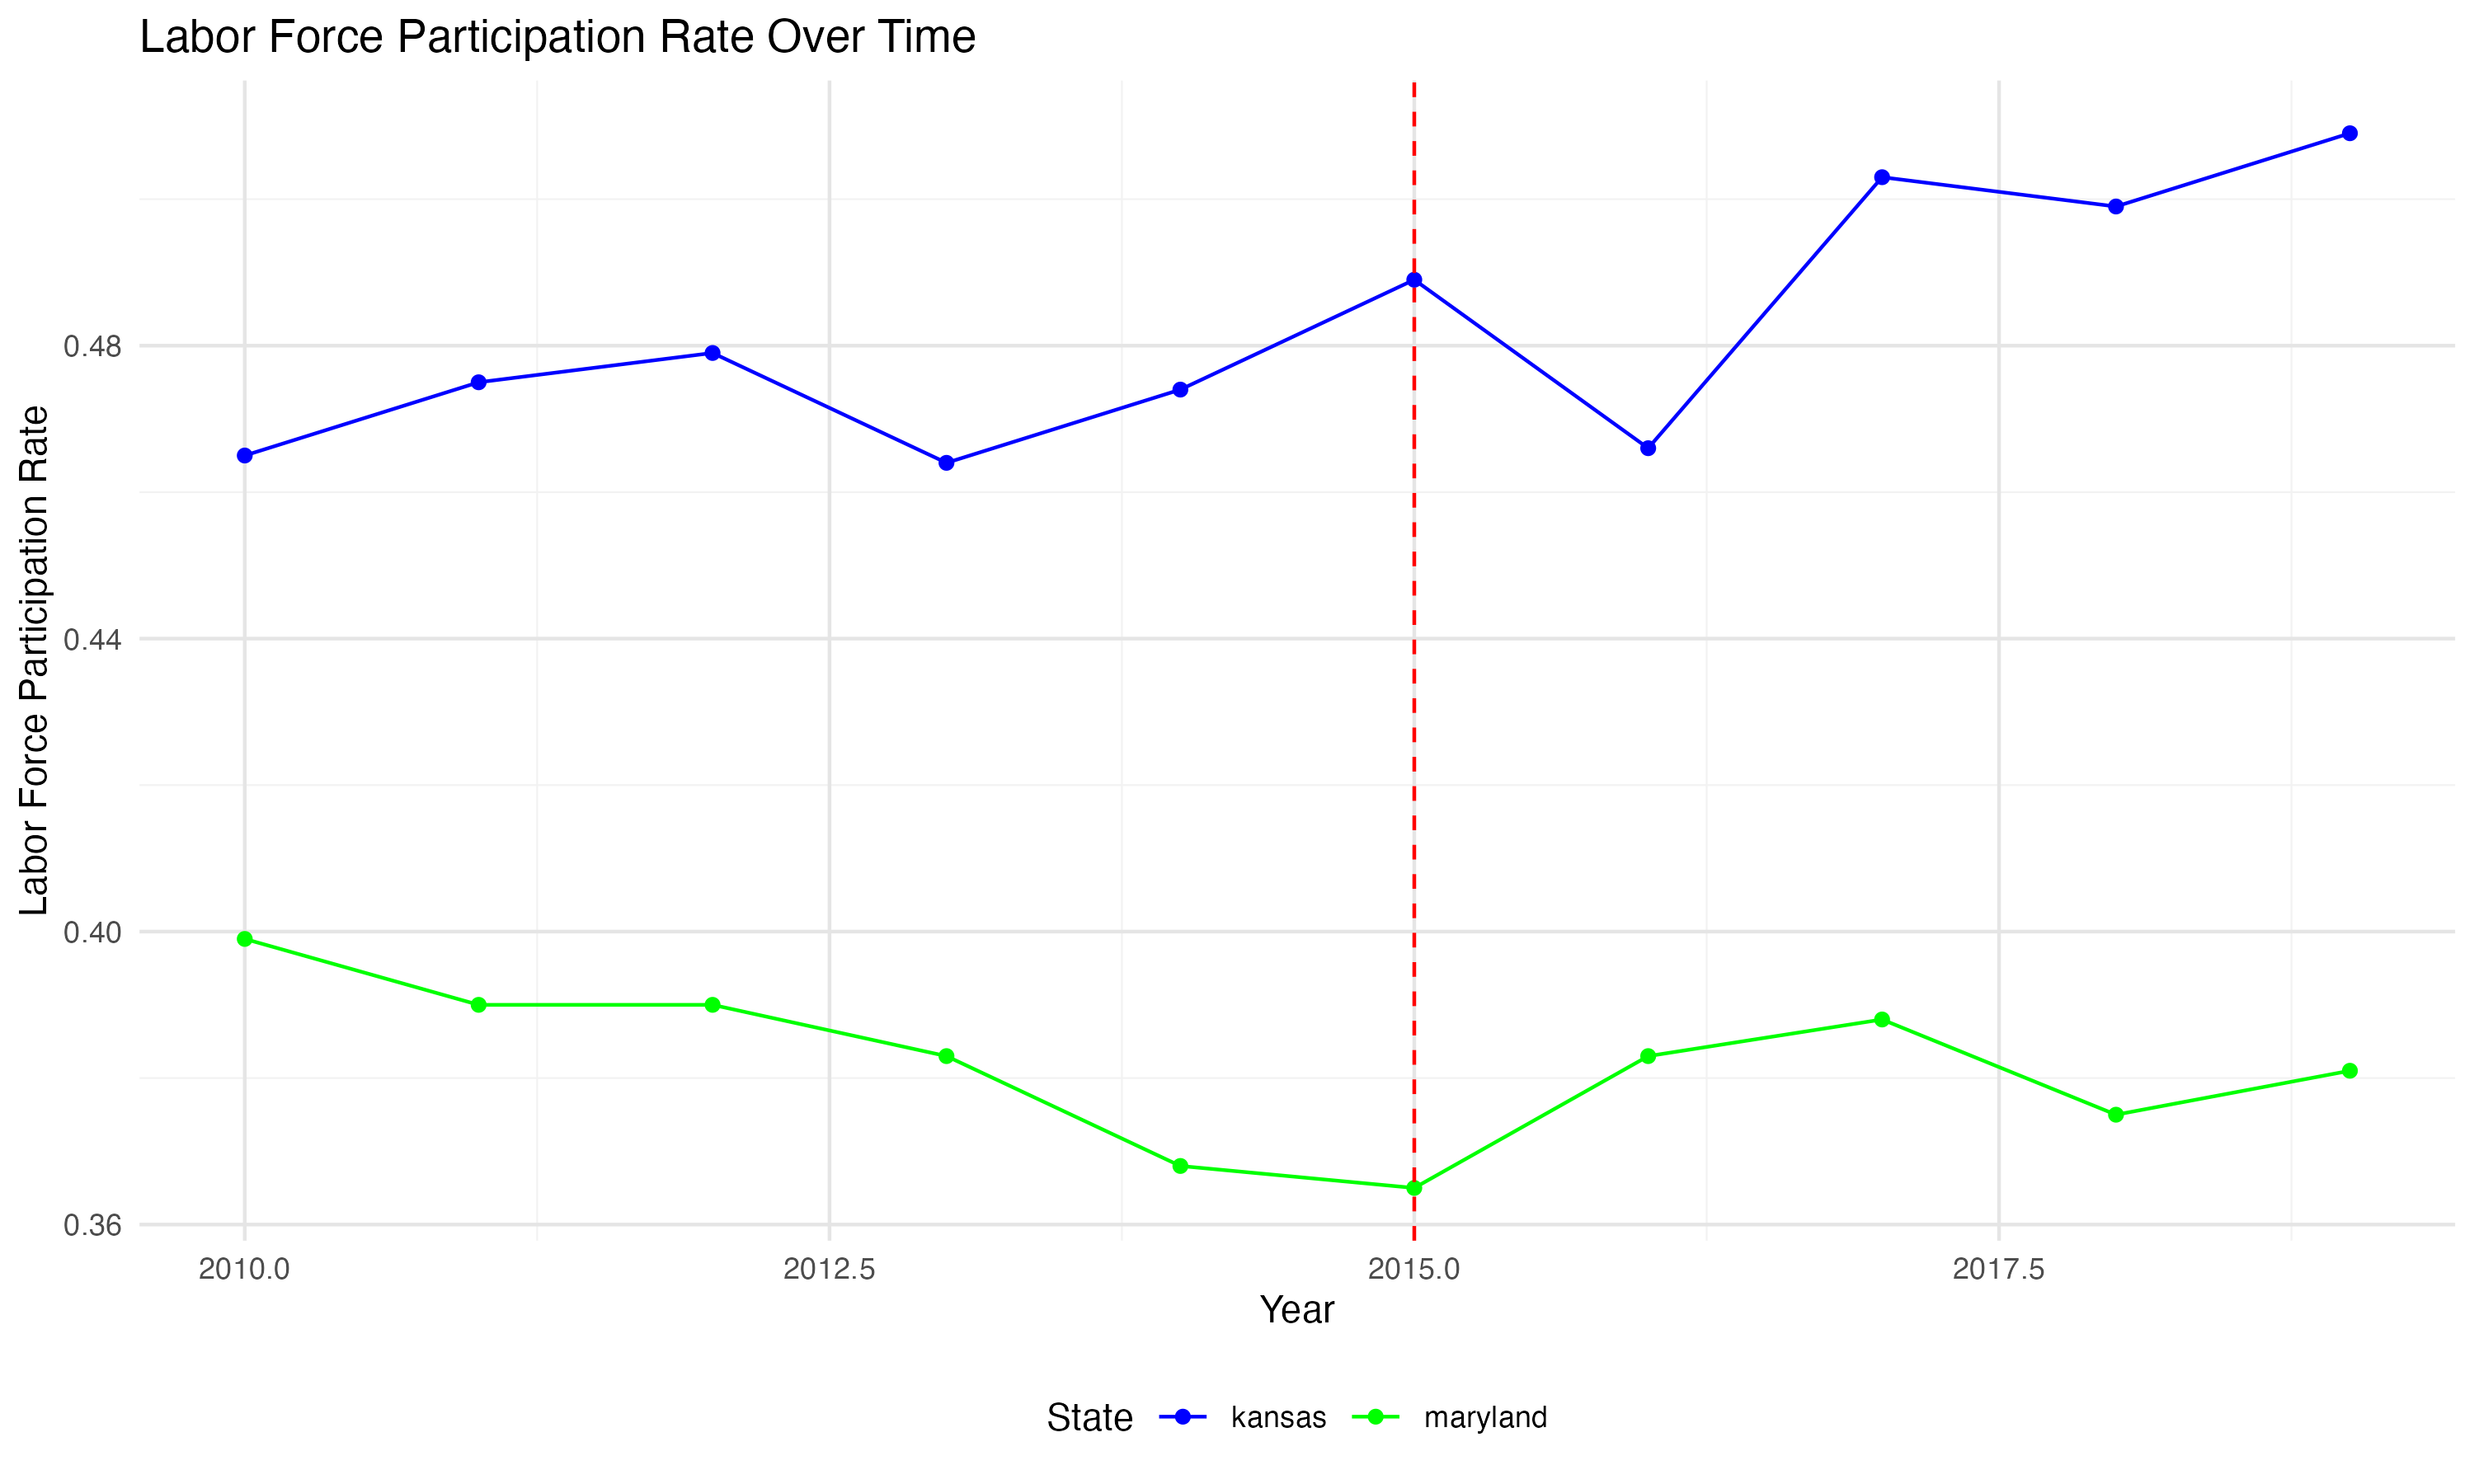 Labor Force Participation Rate Over Time
Labor Force Participation Rate
0.48
0.44
0.40
0.36
2010.0 2012.5 2015.0 2017.5
Year
State kansas maryland